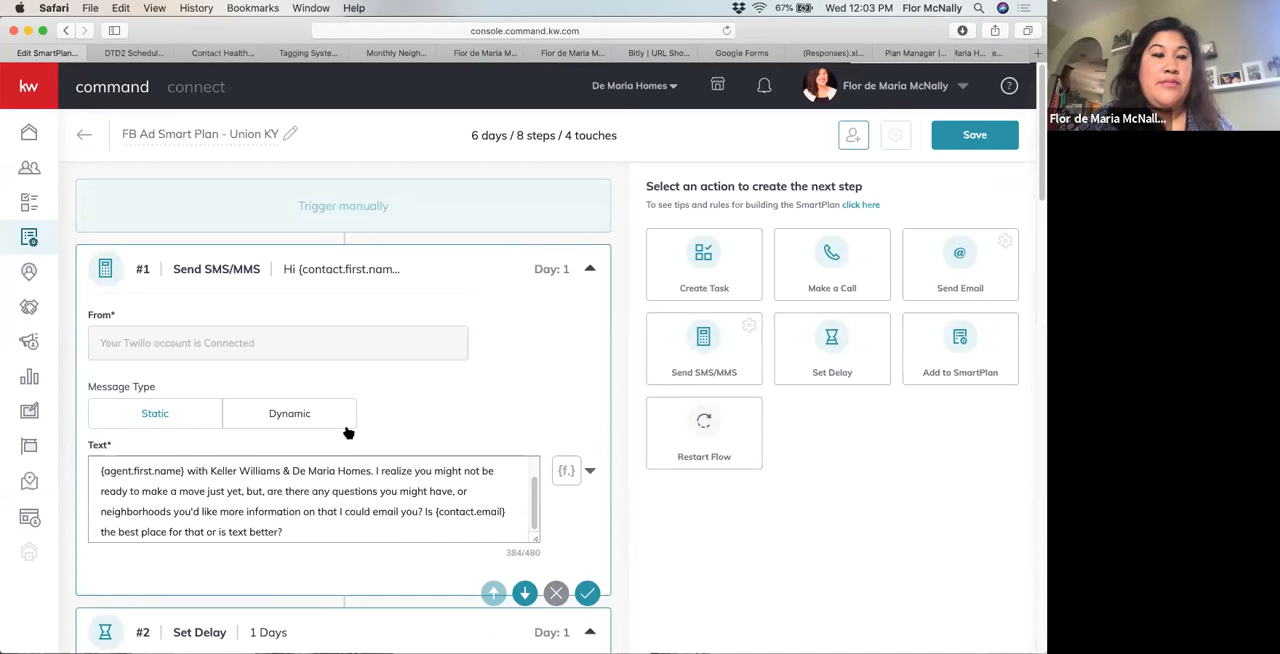 Safari File Edit View History Bookmarks Window Help 67% Wed 12:03 PM Flor McNally
console.command.kw.com
Edit SmartPlan... DTD2 Schedul... Contact Health... Tagging Syste... Monthly Neigh... Flor de Maria M... Flor de Maria M... Bitly | URL Sho... Google Forms (Responses).xl... Plan Manager |...
kw command connect De Maria Homes Flor de Maria McNally ?
Flor de Maria McNall...
FB Ad Smart Plan - Union KY 6 days / 8 steps / 4 touches Save
Trigger manually
#1 Send SMS/MMS Hi {contact.first.nam... Day: 1
From*
Your Twilio account is Connected
Message Type
Static Dynamic
Text*
{agent.first.name} with Keller Williams & De Maria Homes. I realize you might not be
ready to make a move just yet, but, are there any questions you might have, or
neighborhoods you'd like more information on that I could email you? Is {contact.email}
the best place for that or is text better?
{f.}
384/480
#2 Set Delay 1 Days Day: 1
Select an action to create the next step
To see tips and rules for building the SmartPlan click here
Create Task Make a Call @ Send Email
Send SMS/MMS Set Delay Add to SmartPlan
Restart Flow